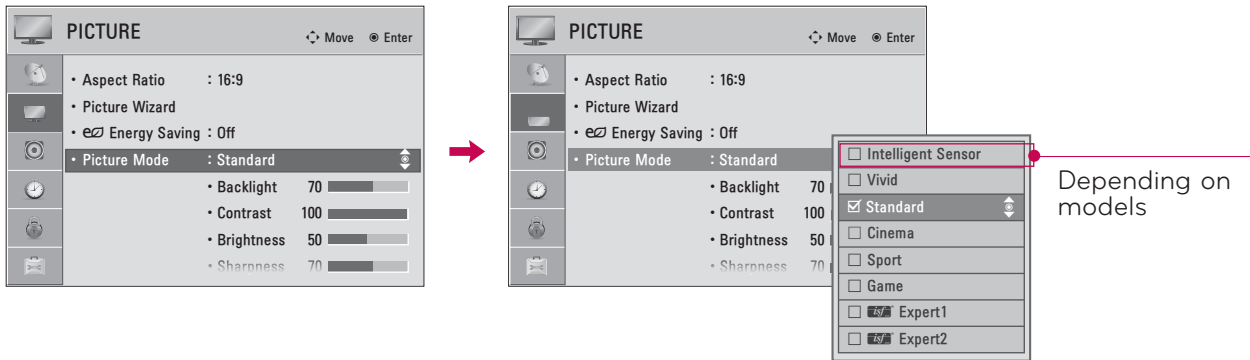 PICTURE Move Enter
• Aspect Ratio : 16:9
• Picture Wizard
• Energy Saving : Off
• Picture Mode : Standard
• Backlight 70
• Contrast 100
• Brightness 50
• Sharpness 70
PICTURE Move Enter
• Aspect Ratio : 16:9
• Picture Wizard
• Energy Saving : Off
• Picture Mode : Standard
• Backlight 70
• Contrast 100
• Brightness 50
• Sharpness 70
Intelligent Sensor
Vivid
Standard
Cinema
Sport
Game
isf Expert1
isf Expert2
Depending on
models